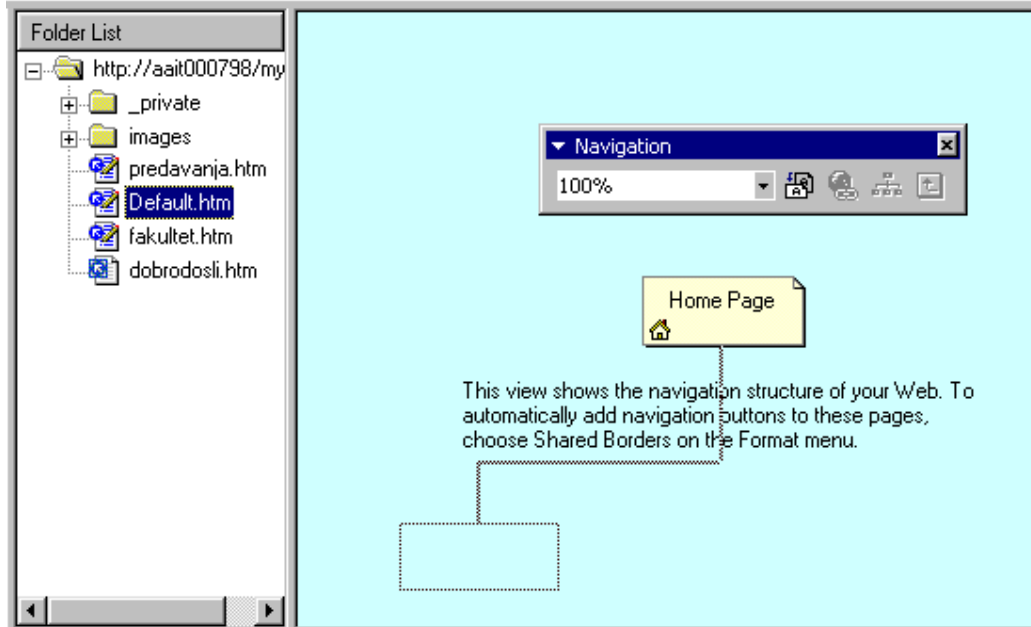 Folder List
http://aait000798/my
_private
images
predavanja.htm
Default.htm
fakultet.htm
dobrodosli.htm
Navigation
100%
Home Page
This view shows the navigation structure of your Web. To
automatically add navigation buttons to these pages,
choose Shared Borders on the Format menu.